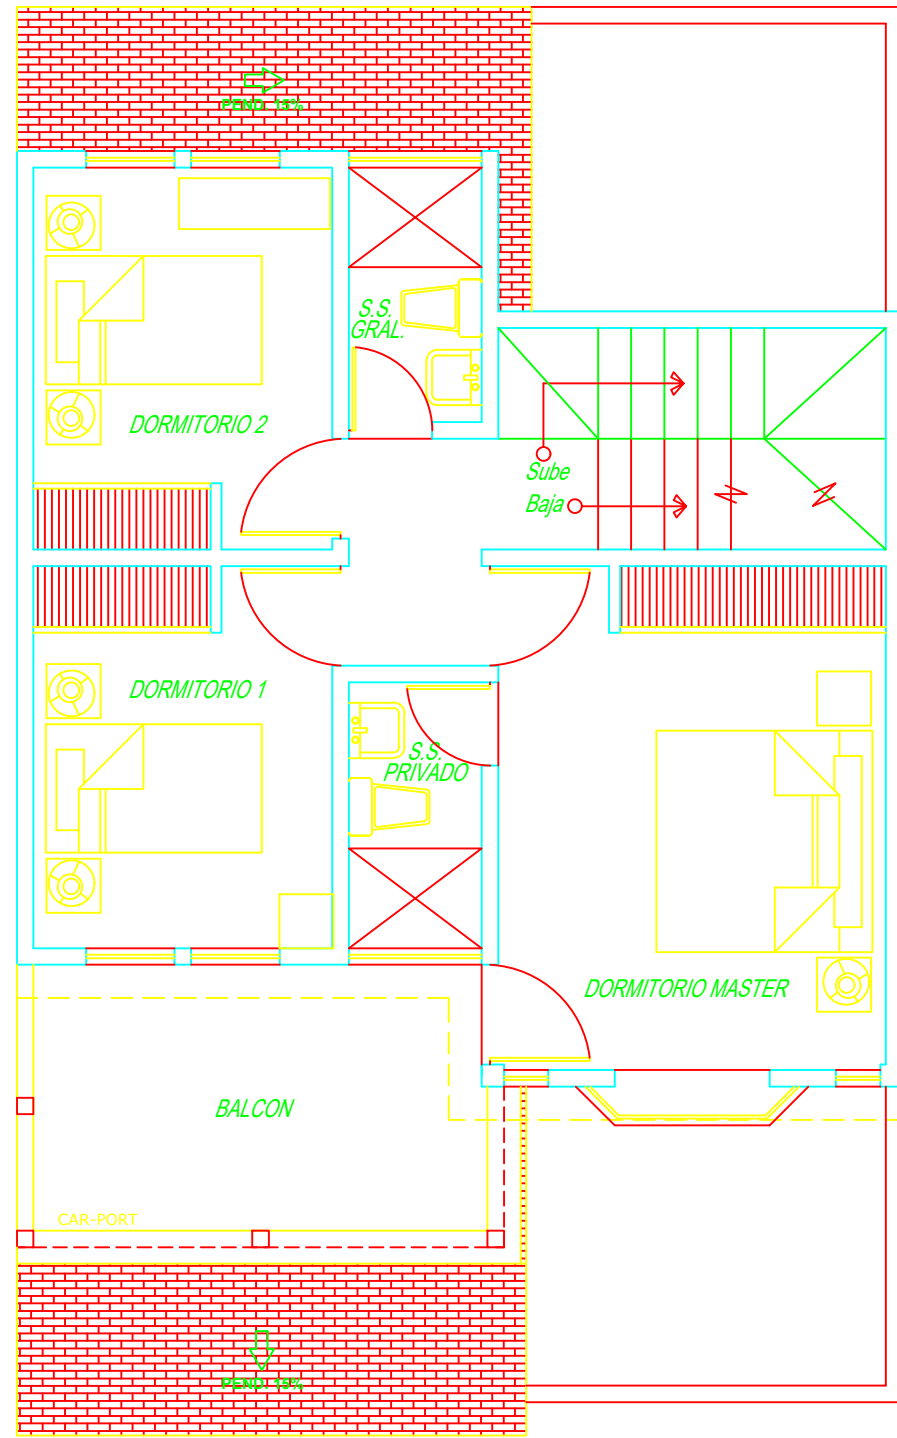 PEND. 15%
S.S.
GRAL.
DORMITORIO 2
Sube
Baja
DORMITORIO 1
S.S.
PRIVADO
DORMITORIO MASTER
BALCON
CAR-PORT
PEND. 15%